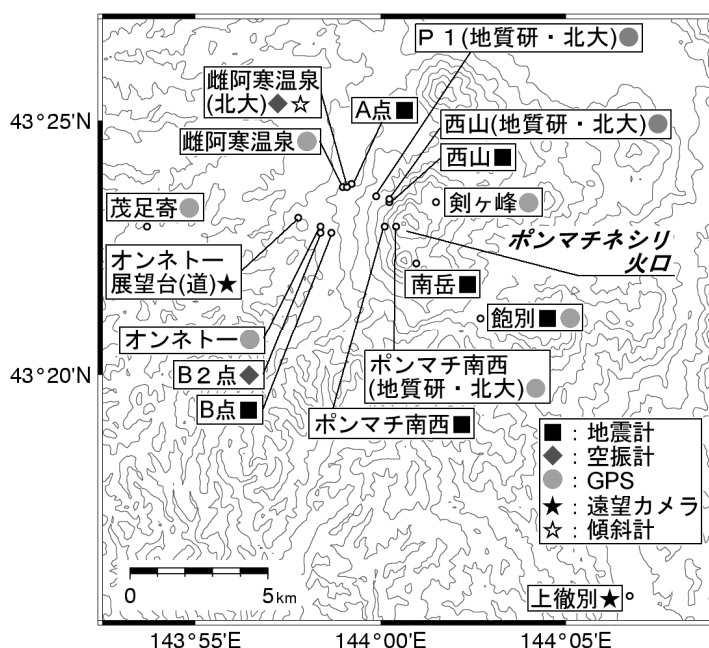 P 1(地質研・北大)●
雌阿寒温泉
(北大)◆☆
A点■
43°25'N
雌阿寒温泉●
西山(地質研・北大)●
西山■
茂足寄●
剣ヶ峰●
ポンマチネシリ
火口
オンネトー
展望台(道)★
南岳■
飽別■●
オンネトー●
43°20'N
B2点◆
ポンマチ南西
(地質研・北大)●
B点■
ポンマチ南西■
■：地震計
◆：空振計
●：GPS
★：遠望カメラ
☆：傾斜計
0 5km
上徹別★
143°55'E 144°00'E 144°05'E